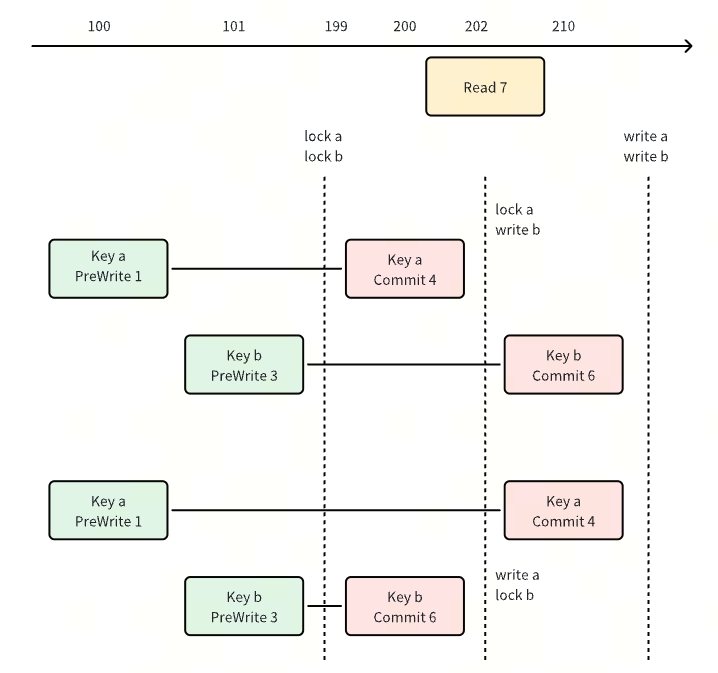 100 101 199 200 202 210
Read 7
lock a
lock b
write a
write b
lock a
write b
Key a
PreWrite 1
Key a
Commit 4
Key b
PreWrite 3
Key b
Commit 6
Key a
PreWrite 1
Key a
Commit 4
write a
lock b
Key b
PreWrite 3
Key b
Commit 6